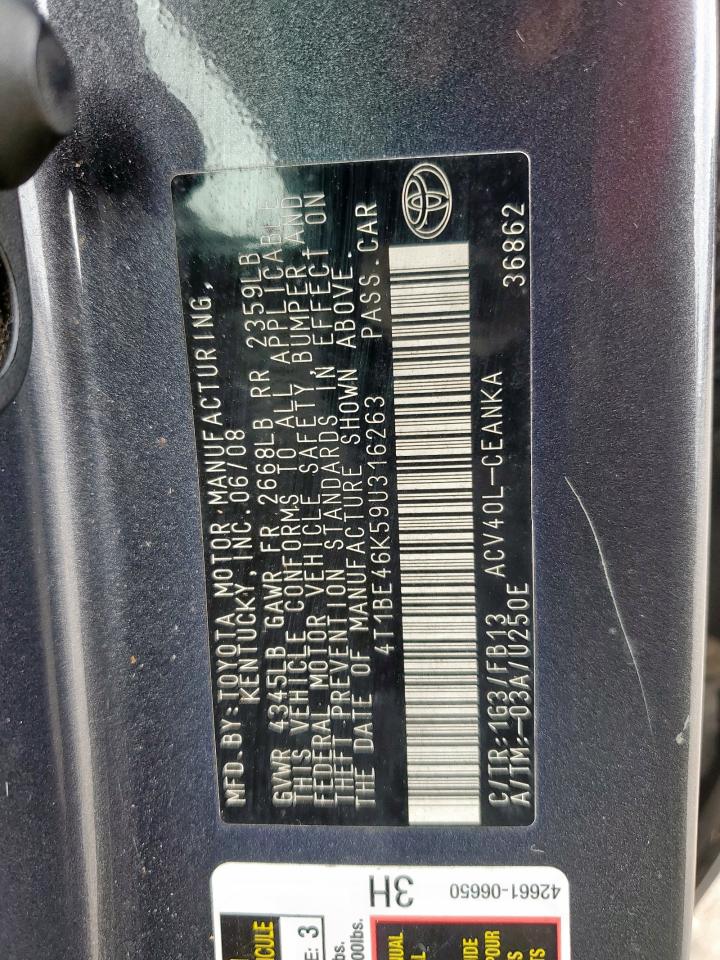 MFD.BY:TOYOTA MOTOR MANUFACTURING,
KENTUCKY, INC. 06/08
GVWR 4345LB GAWR FR 2668LB RR 2359LB
THIS VEHICLE CONFORMS TO ALL APPLICABLE
FEDERAL MOTOR VEHICLE SAFETY, BUMPER AND
THEFT PREVENTION STANDARDS IN EFFECT ON
THE DATE OF MANUFACTURE SHOWN ABOVE.
4T1BE46K59U316263 PASS.CAR
C/TR:1G3/FB13 ACV40L-CEANKA 36862
A/TM:-03A/U250E
3H
42661-06650